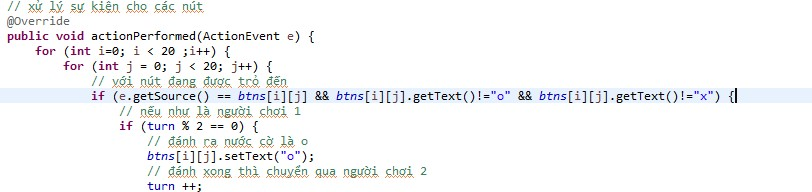 // xử lý sự kiện cho các nút
@Override
public void actionPerformed(ActionEvent e) {
for (int i=0; i < 20 ;i++) {
for (int j = 0; j < 20; j++) {
// với nút đang được trỏ đến
if (e.getSource() == btns[i][j] && btns[i][j].getText()!="o" && btns[i][j].getText()!="x") {
// nếu như là người chơi 1
if (turn % 2 == 0) {
// đánh ra nước cờ là o
btns[i][j].setText("o");
// đánh xong thì chuyển qua người chơi 2
turn ++;